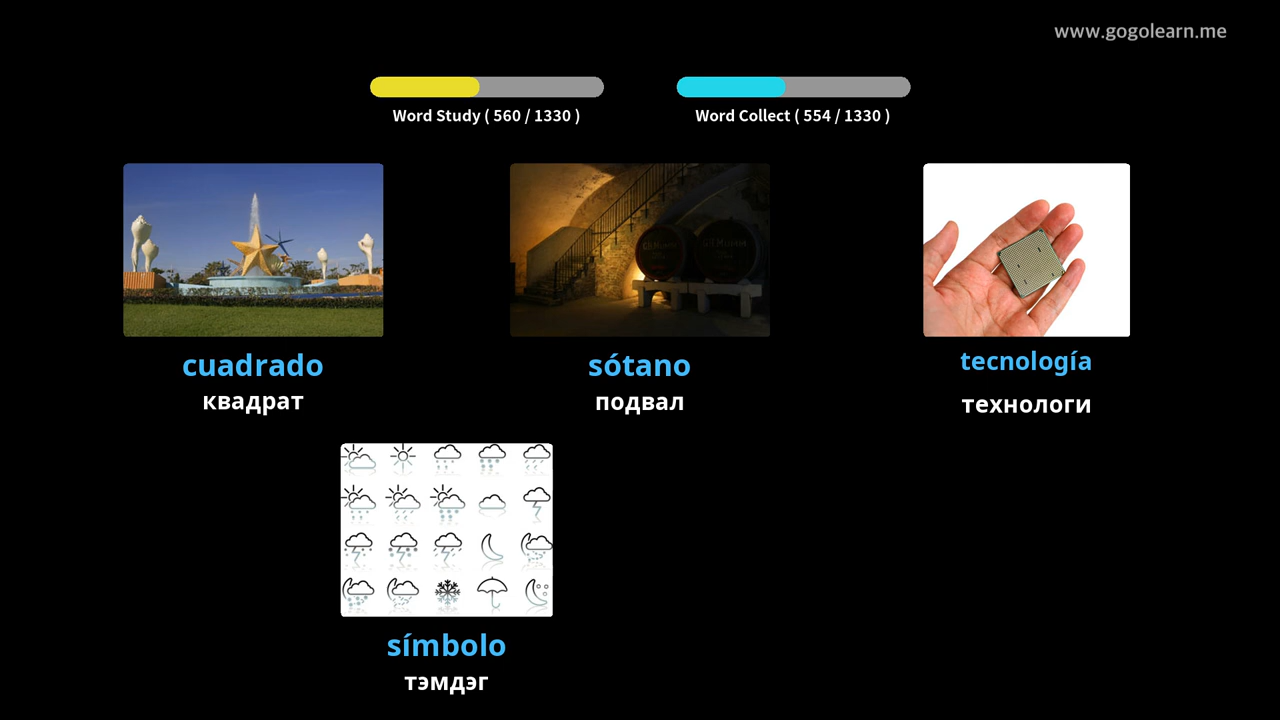 www.gogolearn.me
Word Study ( 560 / 1330 )
Word Collect ( 554 / 1330 )
cuadrado
квадрат
sótano
подвал
tecnología
технологи
símbolo
тэмдэг